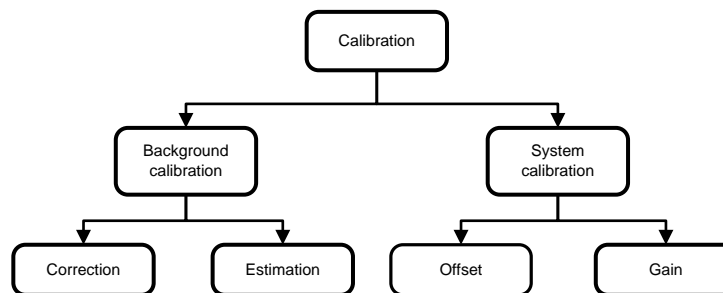 Calibration
Background
calibration
System
calibration
Correction
Estimation
Offset
Gain